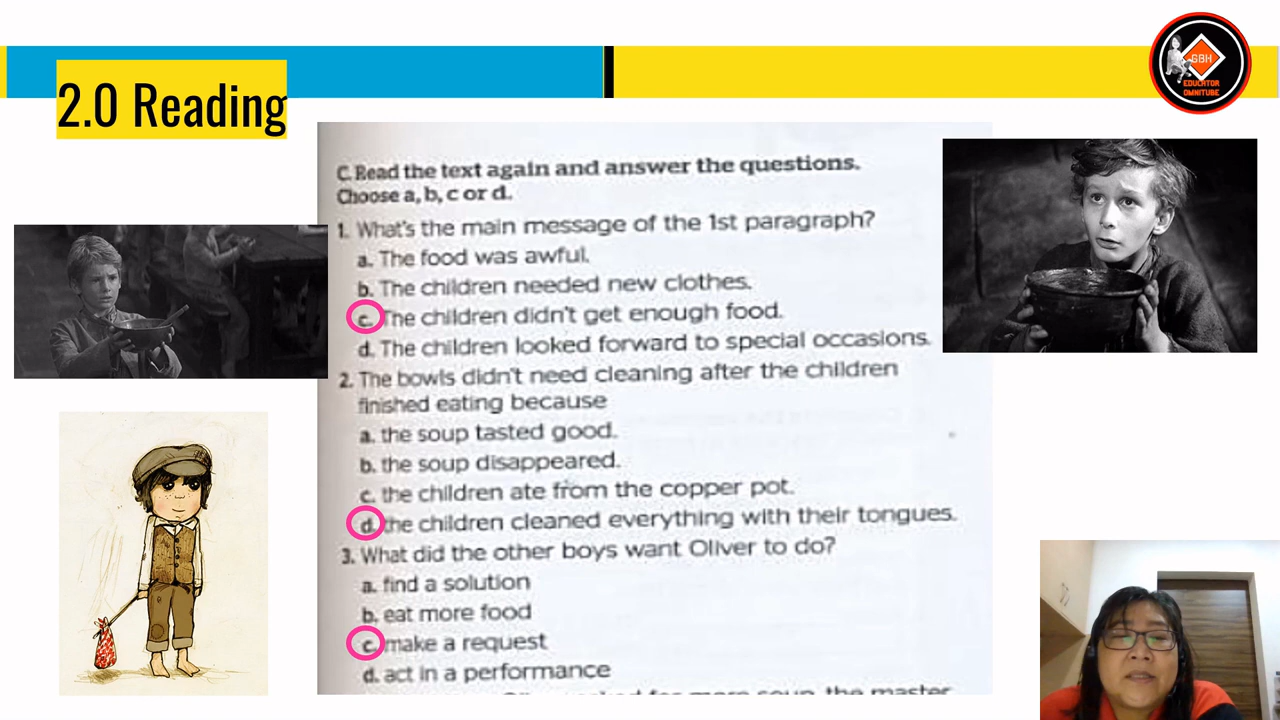 GBH
EDUCATOR
OMNITUBE
2.0 Reading
C. Read the text again and answer the questions.
Choose a, b, c or d.
1. What's the main message of the 1st paragraph?
a. The food was awful.
b. The children needed new clothes.
c. The children didn't get enough food.
d. The children looked forward to special occasions.
2. The bowls didn't need cleaning after the children
finished eating because
a. the soup tasted good.
b. the soup disappeared.
c. the children ate from the copper pot.
d. the children cleaned everything with their tongues.
3. What did the other boys want Oliver to do?
a. find a solution
b. eat more food
c. make a request
d. act in a performance
for more soup, the master